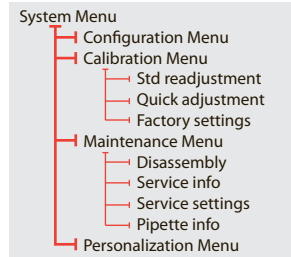 System Menu
Configuration Menu
Calibration Menu
Std readjustment
Quick adjustment
Factory settings
Maintenance Menu
Disassembly
Service info
Service settings
Pipette info
Personalization Menu